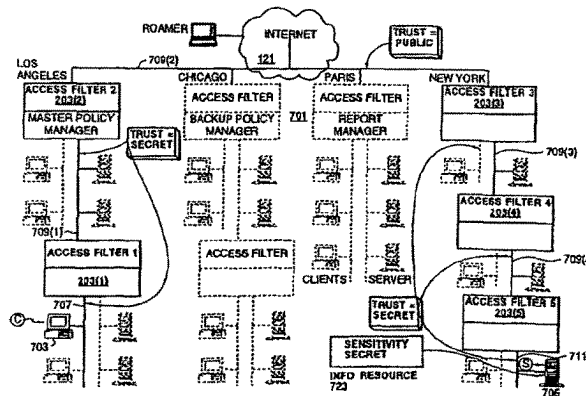 ROAMER
INTERNET
121
709(2)
TRUST =
PUBLIC
LOS
ANGELES
CHICAGO
PARIS
NEW YORK
ACCESS FILTER 2
203(2)
MASTER POLICY
MANAGER
TRUST =
SECRET
ACCESS FILTER
BACKUP POLICY
MANAGER
701
ACCESS FILTER
REPORT
MANAGER
ACCESS FILTER 3
203(3)
709(3)
709(1)
ACCESS FILTER 1
203(1)
707
ACCESS FILTER
ACCESS FILTER 4
203(4)
709(
CLIENTS
SERVER
TRUST =
SECRET
ACCESS FILTER 5
203(5)
C
703
SENSITIVITY
SECRET
INFO RESOURCE
723
S
711
705